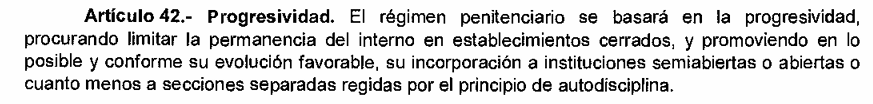 Artículo 42.- Progresividad. El régimen penitenciario se basará en la progresividad,
procurando limitar la permanencia del interno en establecimientos cerrados, y promoviendo en lo
posible y conforme su evolución favorable, su incorporación a instituciones semiabiertas o abiertas o
cuanto menos a secciones separadas regidas por el principio de autodisciplina.